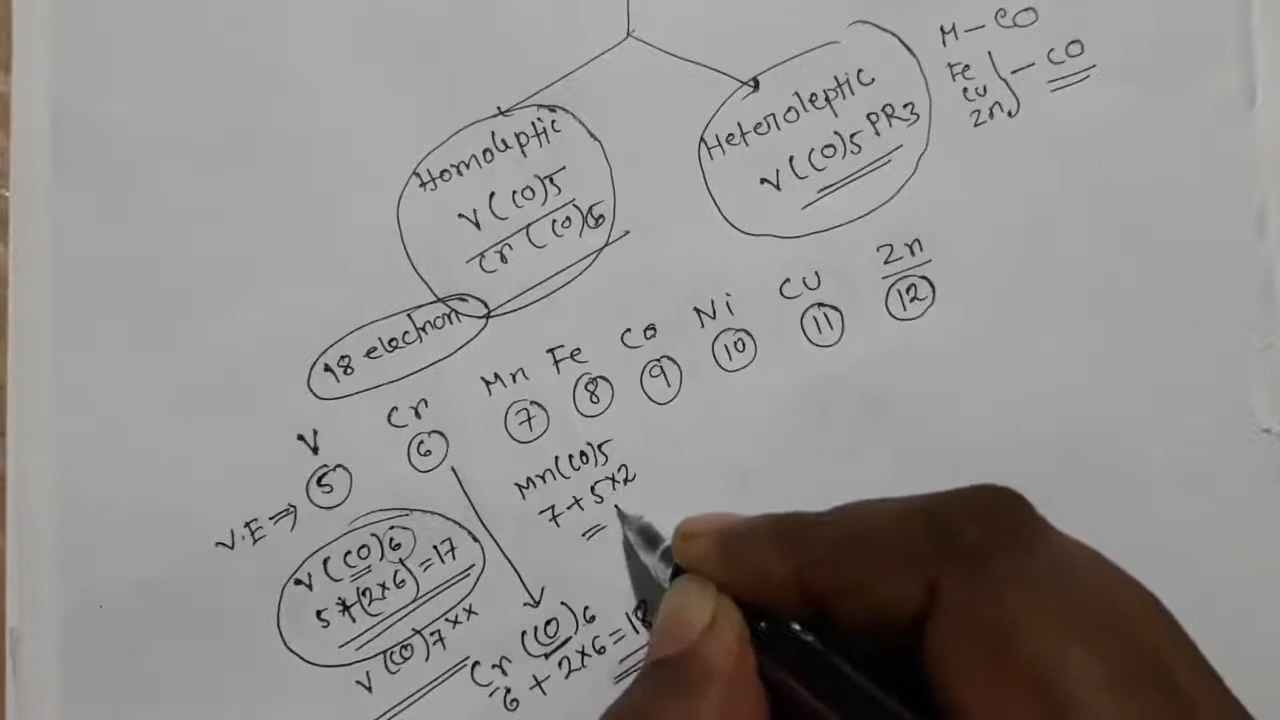 M-CO
Fe
Cu
Zn
-CO
Homoleptic
V(CO)5
Cr(CO)6
Heteroleptic
V(CO)5PR3
18 electron
V Cr Mn Fe Co Ni Cu Zn
V.E ⇒ 5 6 7 8 9 10 11 12
V(CO)6
5+(2×6)=17
V(CO)7××
Mn(CO)5
7+5×2
=
Cr(CO)6
6+2×6=18